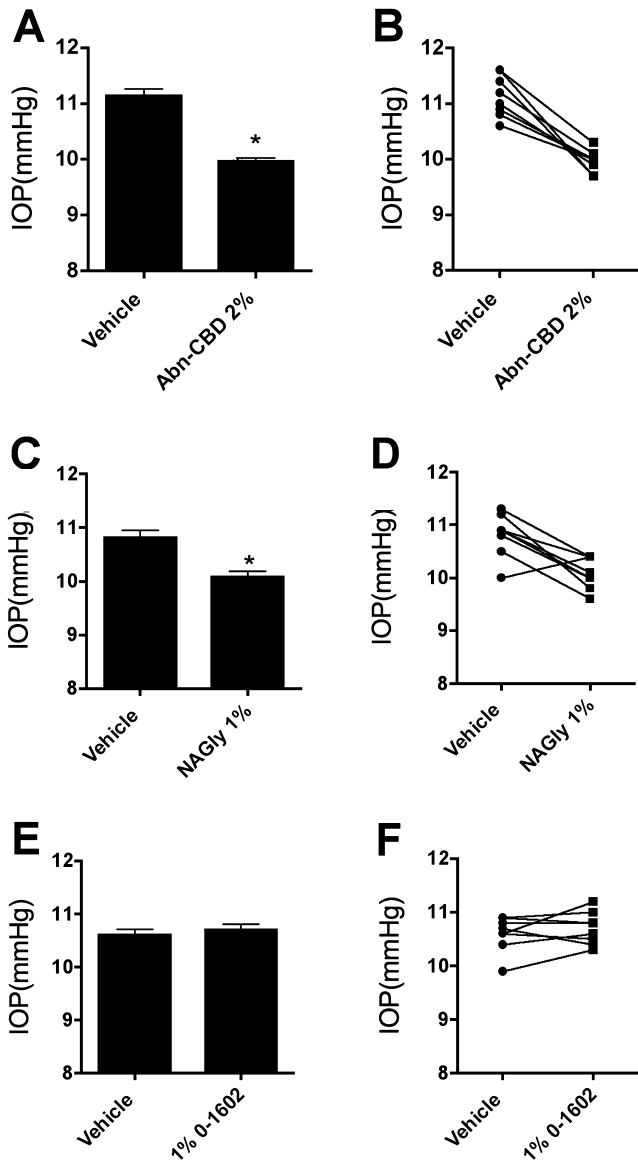 A
IOP(mmHg)
12
11
10
9
8
*
Vehicle
Abn-CBD 2%
B
IOP(mmHg)
12
11
10
9
8
Vehicle
Abn-CBD 2%
C
IOP(mmHg)
12
11
10
9
8
*
Vehicle
NAGly 1%
D
IOP(mmHg)
12
11
10
9
8
Vehicle
NAGly 1%
E
IOP(mmHg)
12
11
10
9
8
Vehicle
1% 0-1602
F
IOP(mmHg)
12
11
10
9
8
Vehicle
1% 0-1602